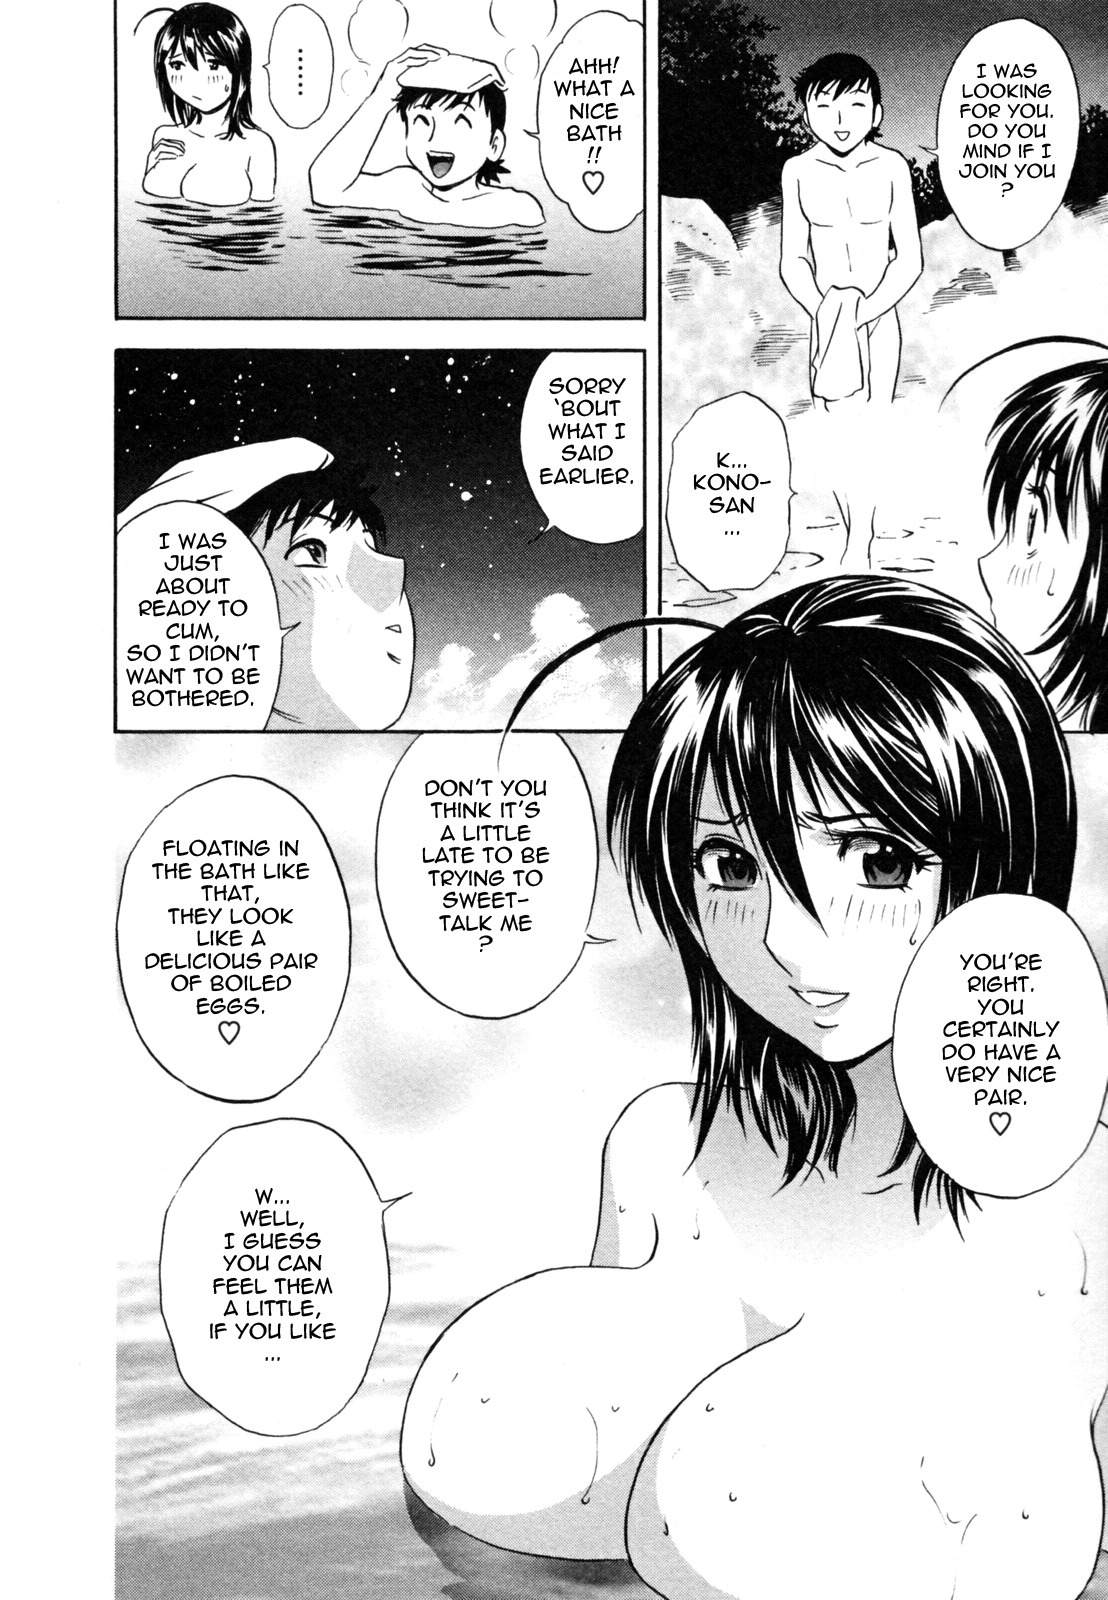 I WAS
LOOKING
FOR YOU.
DO YOU
MIND IF I
JOIN YOU
?
K...
KONO-
SAN
...
AHH!
WHAT A
NICE
BATH
!!
♡
......
SORRY
'BOUT
WHAT I
SAID
EARLIER.
I WAS
JUST
ABOUT
READY TO
CUM,
SO I DIDN'T
WANT TO BE
BOTHERED.
YOU'RE
RIGHT.
YOU
CERTAINLY
DO HAVE A
VERY NICE
PAIR.
♡
DON'T YOU
THINK IT'S
A LITTLE
LATE TO BE
TRYING TO
SWEET-
TALK ME
?
FLOATING IN
THE BATH LIKE
THAT,
THEY LOOK
LIKE A
DELICIOUS PAIR
OF BOILED
EGGS.
♡
W...
WELL,
I GUESS
YOU CAN
FEEL THEM
A LITTLE,
IF YOU LIKE
...